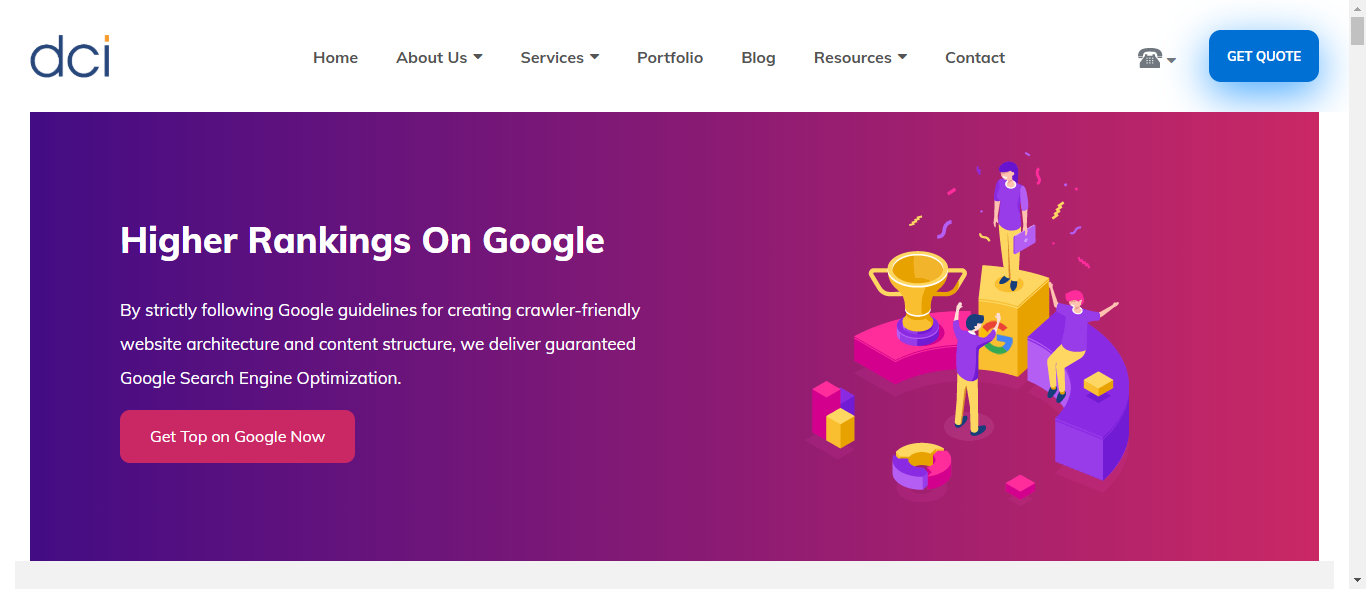 dci
Home About Us Services Portfolio Blog Resources Contact
GET QUOTE
Higher Rankings On Google
By strictly following Google guidelines for creating crawler-friendly
website architecture and content structure, we deliver guaranteed
Google Search Engine Optimization.
Get Top on Google Now